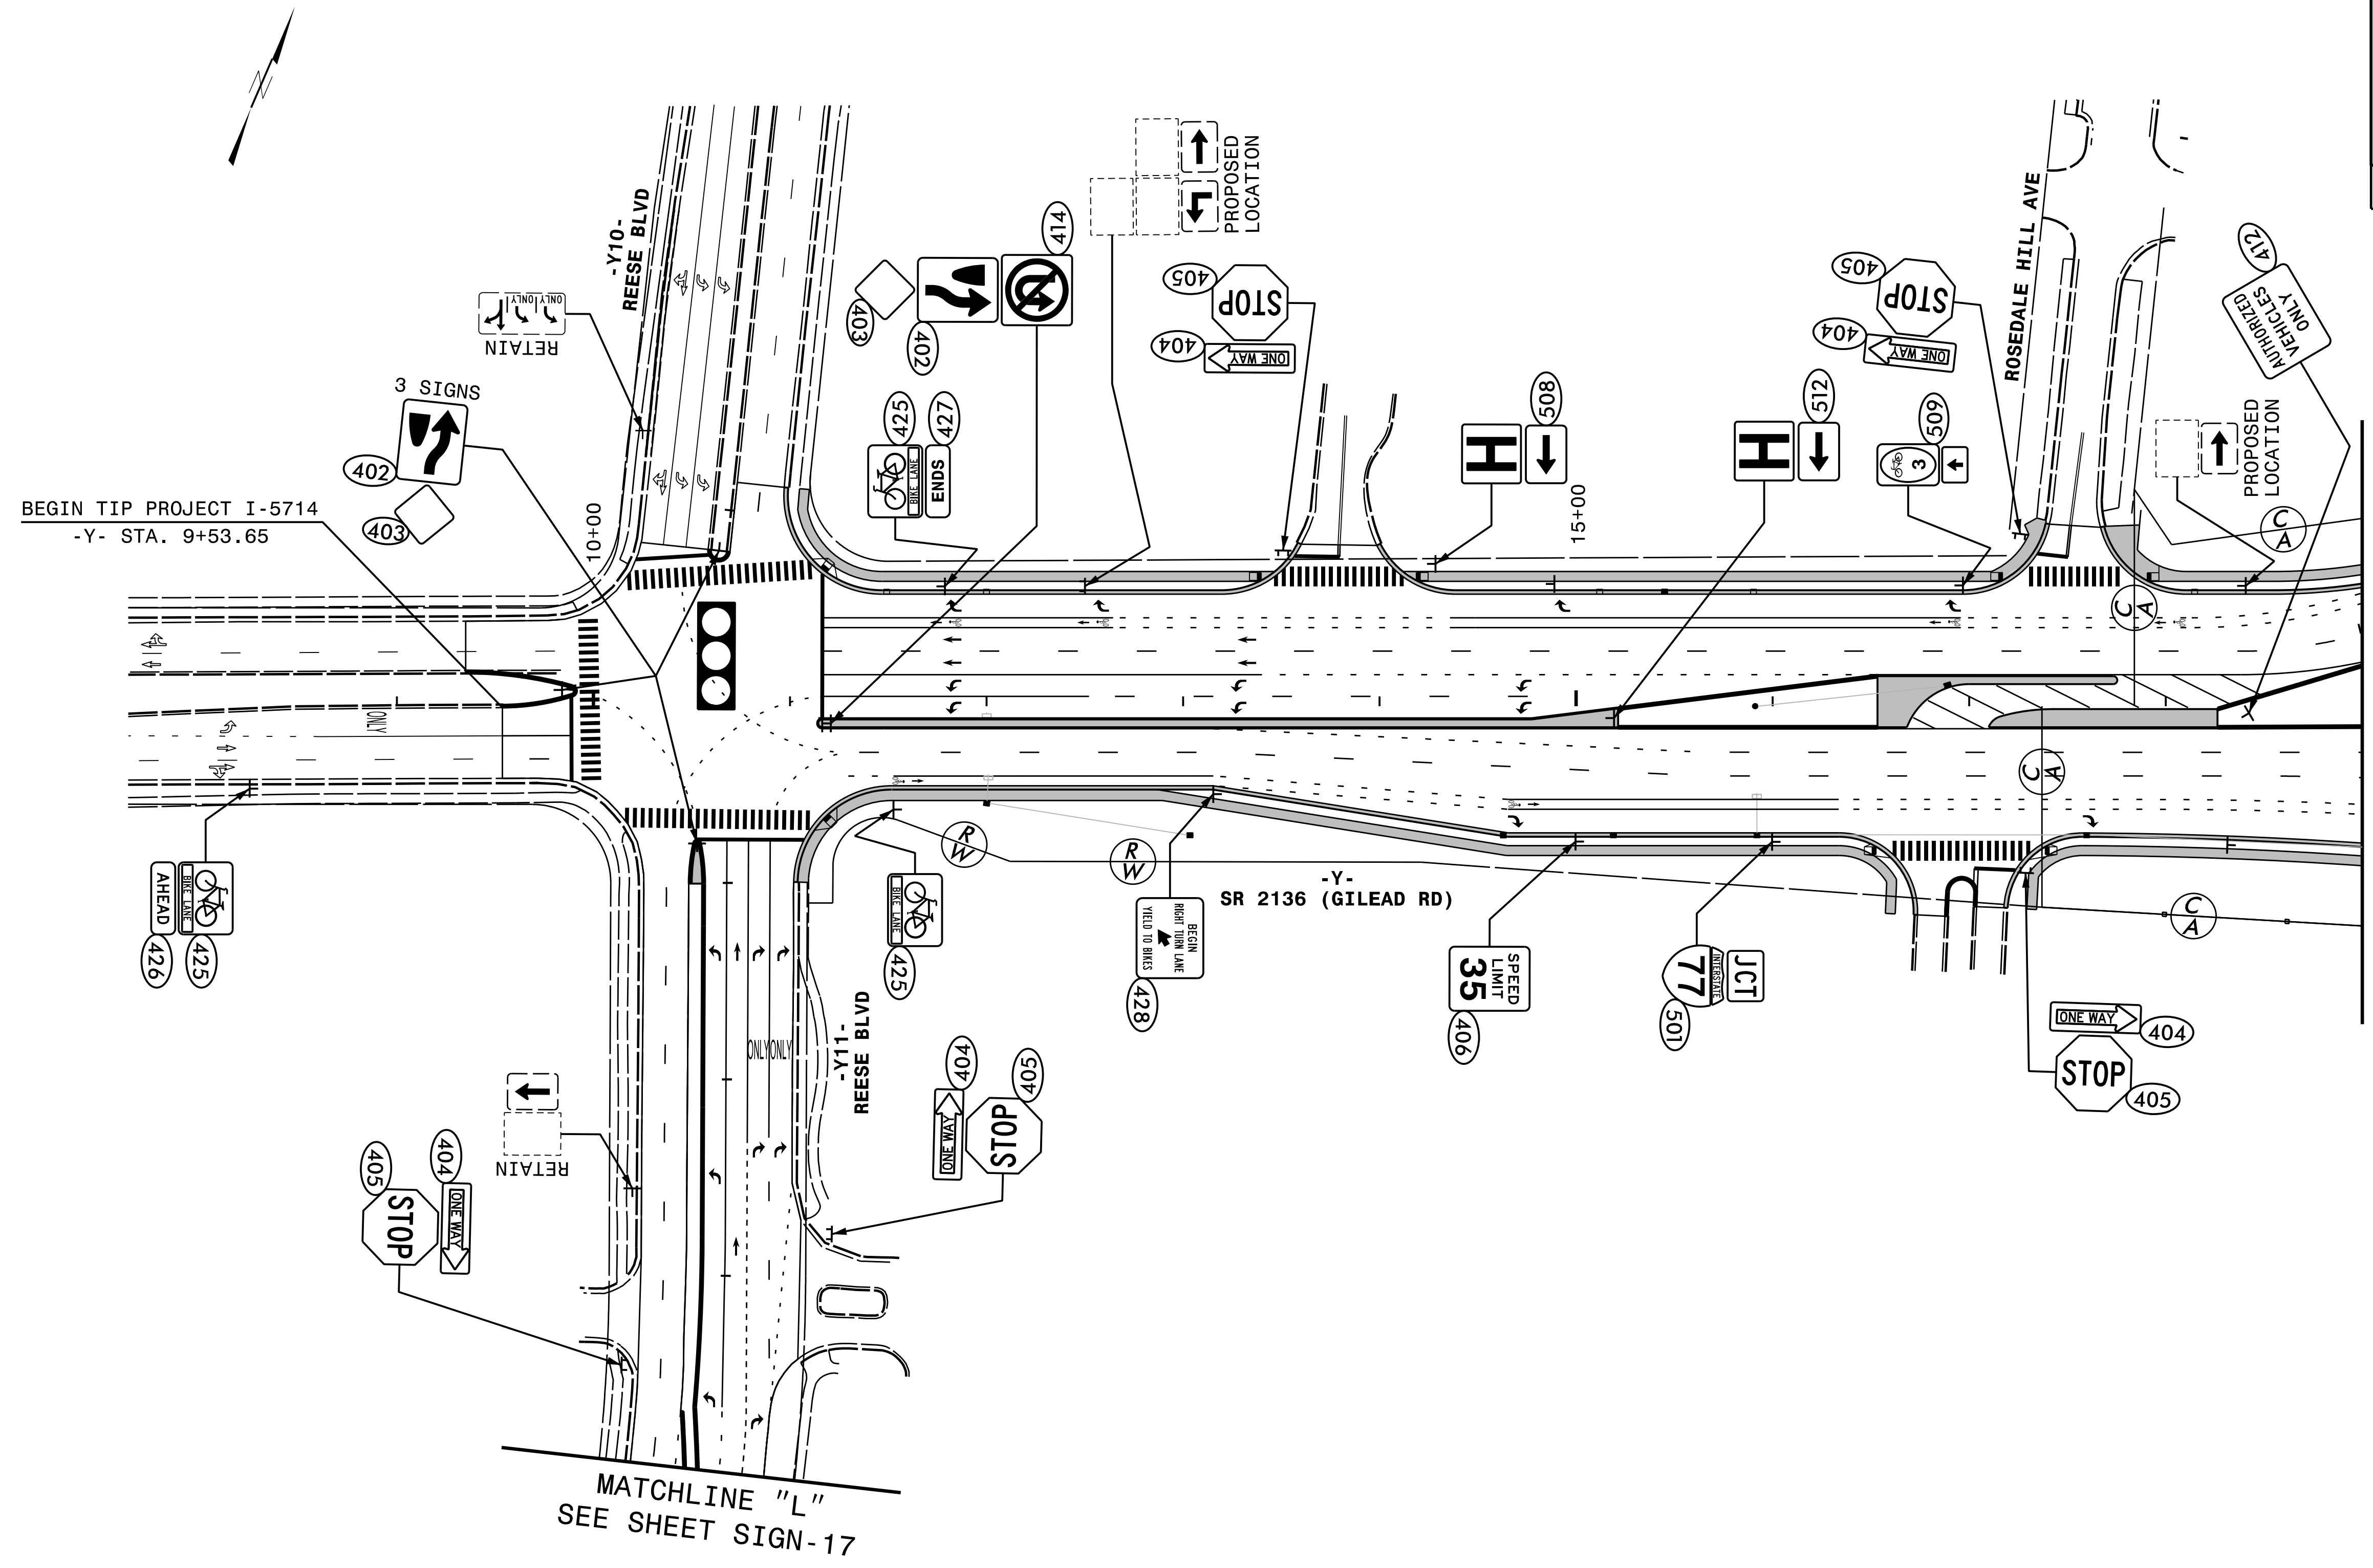 N
-Y10-
REESE BLVD
ONLY
ONLY
RETAIN
3 SIGNS
402
403
BEGIN TIP PROJECT I-5714
-Y- STA. 9+53.65
10+00
403
402
414
PROPOSED
LOCATION
425
427
BIKE LANE
ENDS
405
STOP
404
ONE WAY
H
508
15+00
H
512
509
3
405
STOP
404
ONE WAY
ROSEDALE HILL AVE
412
AUTHORIZED
VEHICLES
ONLY
PROPOSED
LOCATION
C
A
C
A
C
A
C
A
ONLY
AHEAD
BIKE LANE
426
425
R
W
R
W
BIKE LANE
425
BEGIN
RIGHT TURN LANE
YIELD TO BIKES
428
-Y-
SR 2136 (GILEAD RD)
SPEED
LIMIT
35
406
JCT
INTERSTATE
77
501
ONE WAY
404
STOP
405
ONLY
ONLY
-Y11-
REESE BLVD
404
ONE WAY
405
STOP
RETAIN
405
STOP
404
ONE WAY
MATCHLINE "L"
SEE SHEET SIGN-17